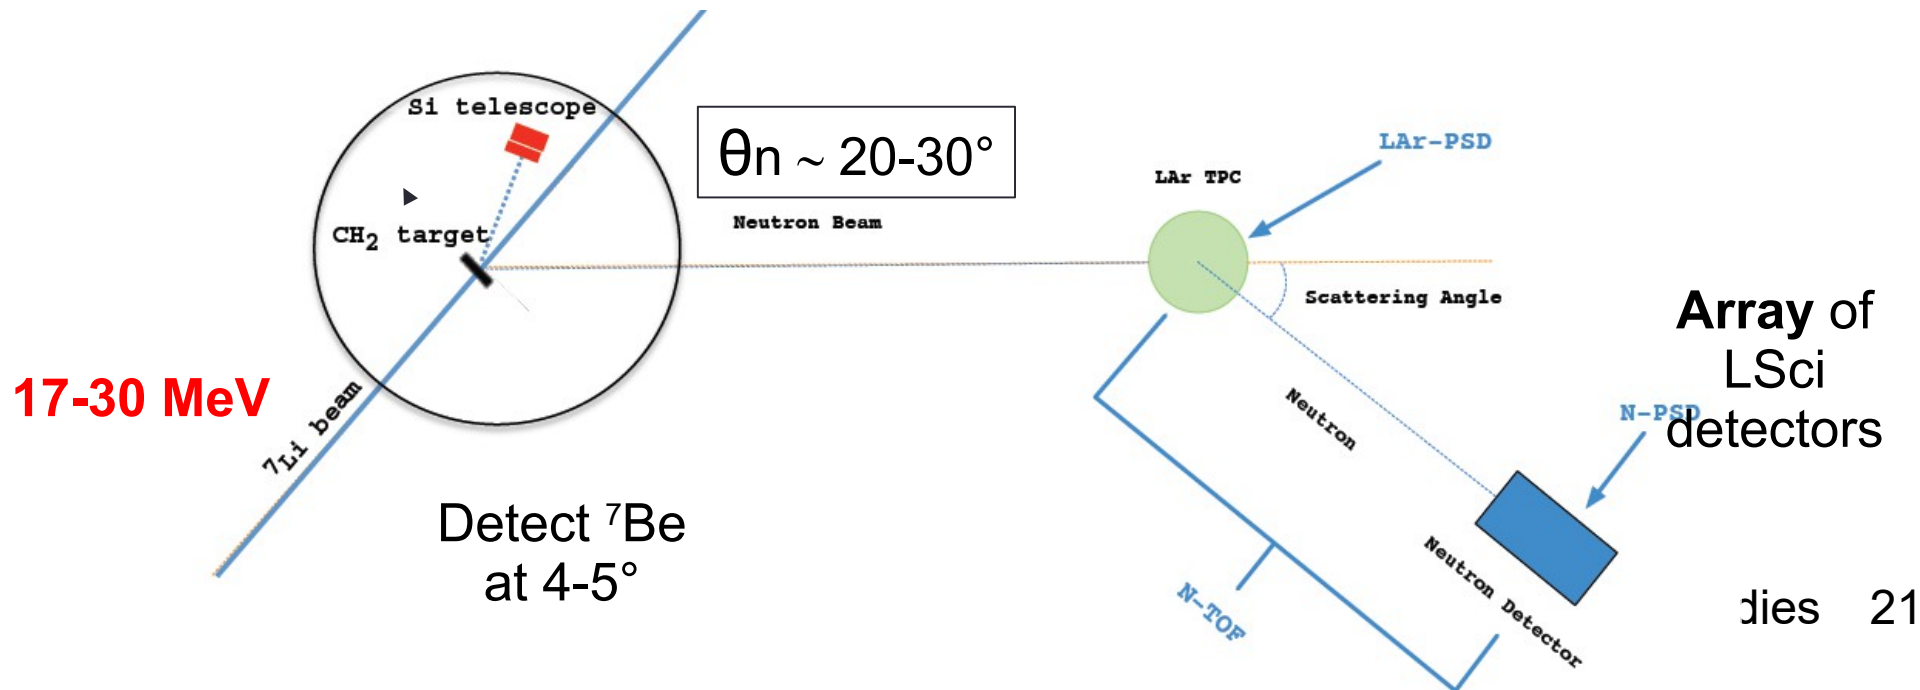 Si telescope
θn ~ 20-30°
LAr-PSD
LAr TPC
CH₂ target
Neutron Beam
Scattering Angle
Array of
LSci
detectors
17-30 MeV
⁷Li beam
Neutron
N-PSD
Detect ⁷Be
at 4-5°
Neutron Detector
N-TOF
dies 21